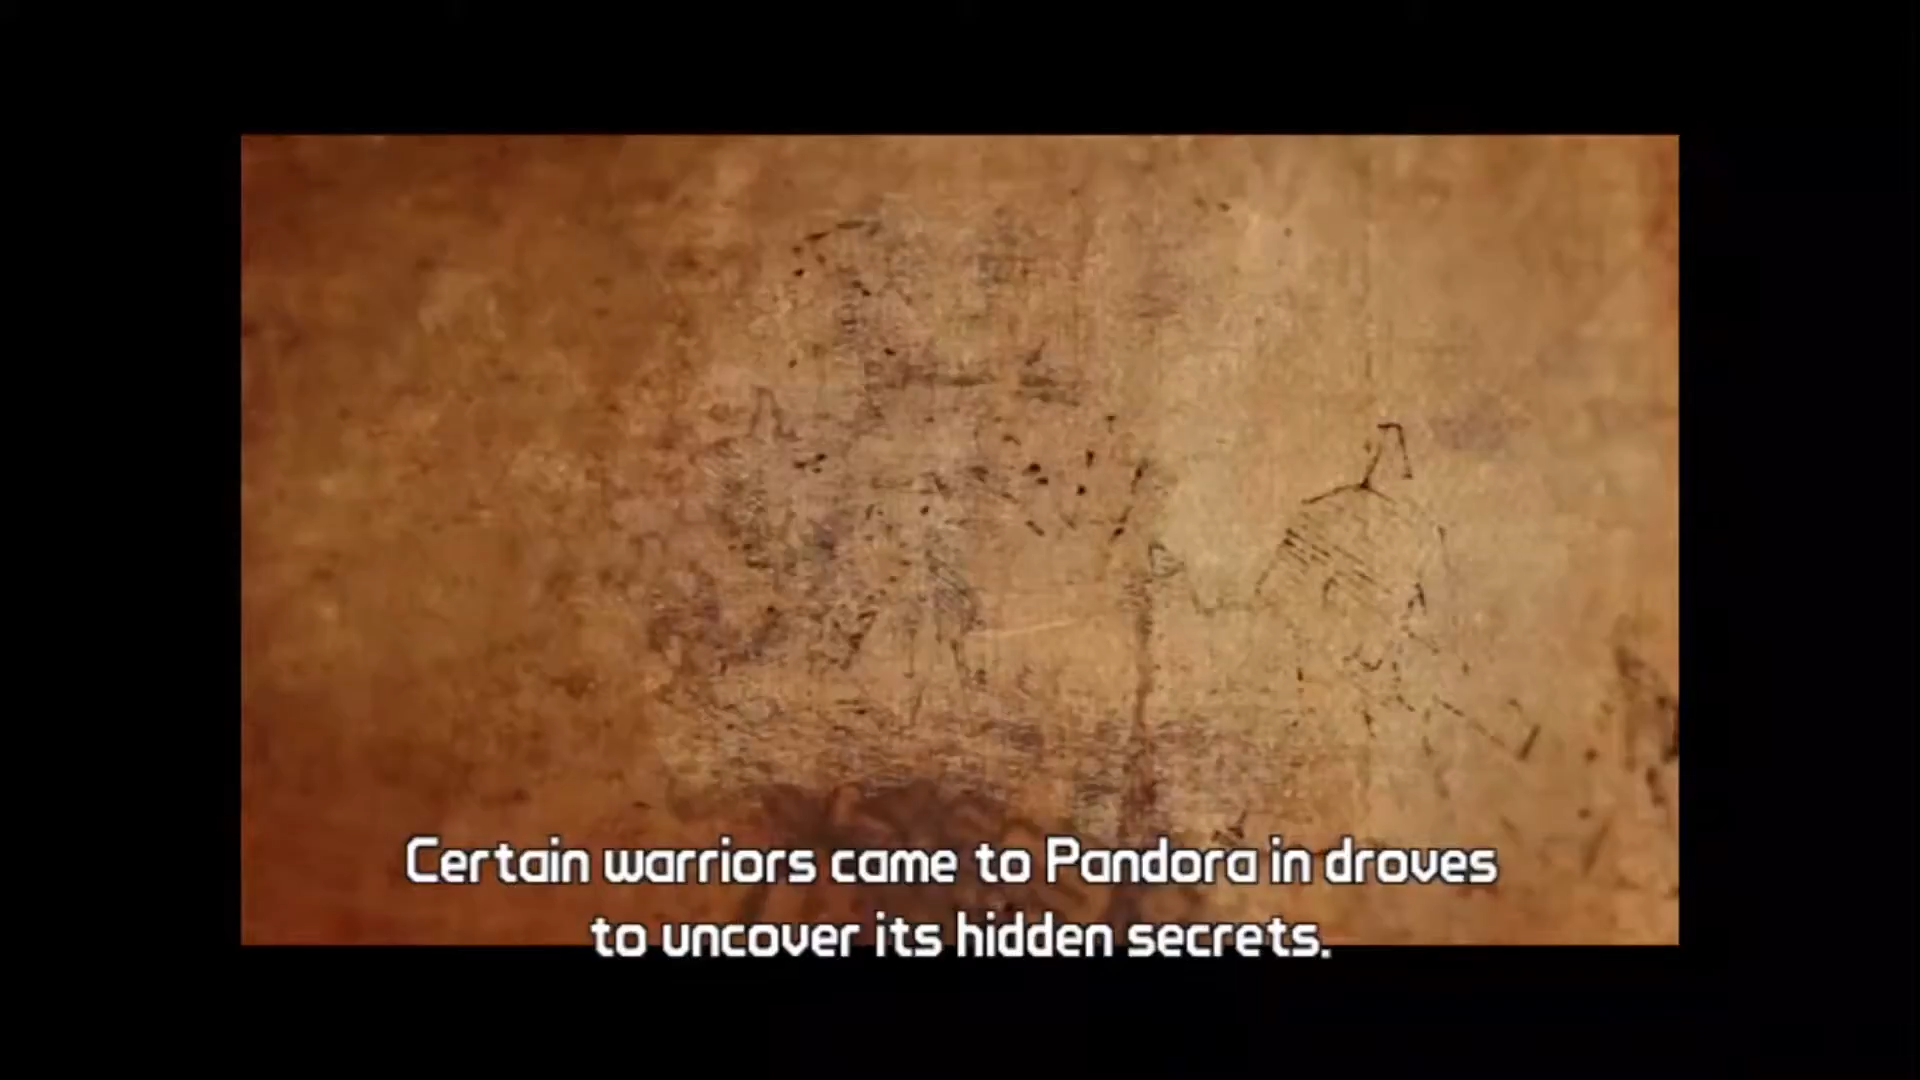 Certain warriors came to Pandora in droves
to uncover its hidden secrets.